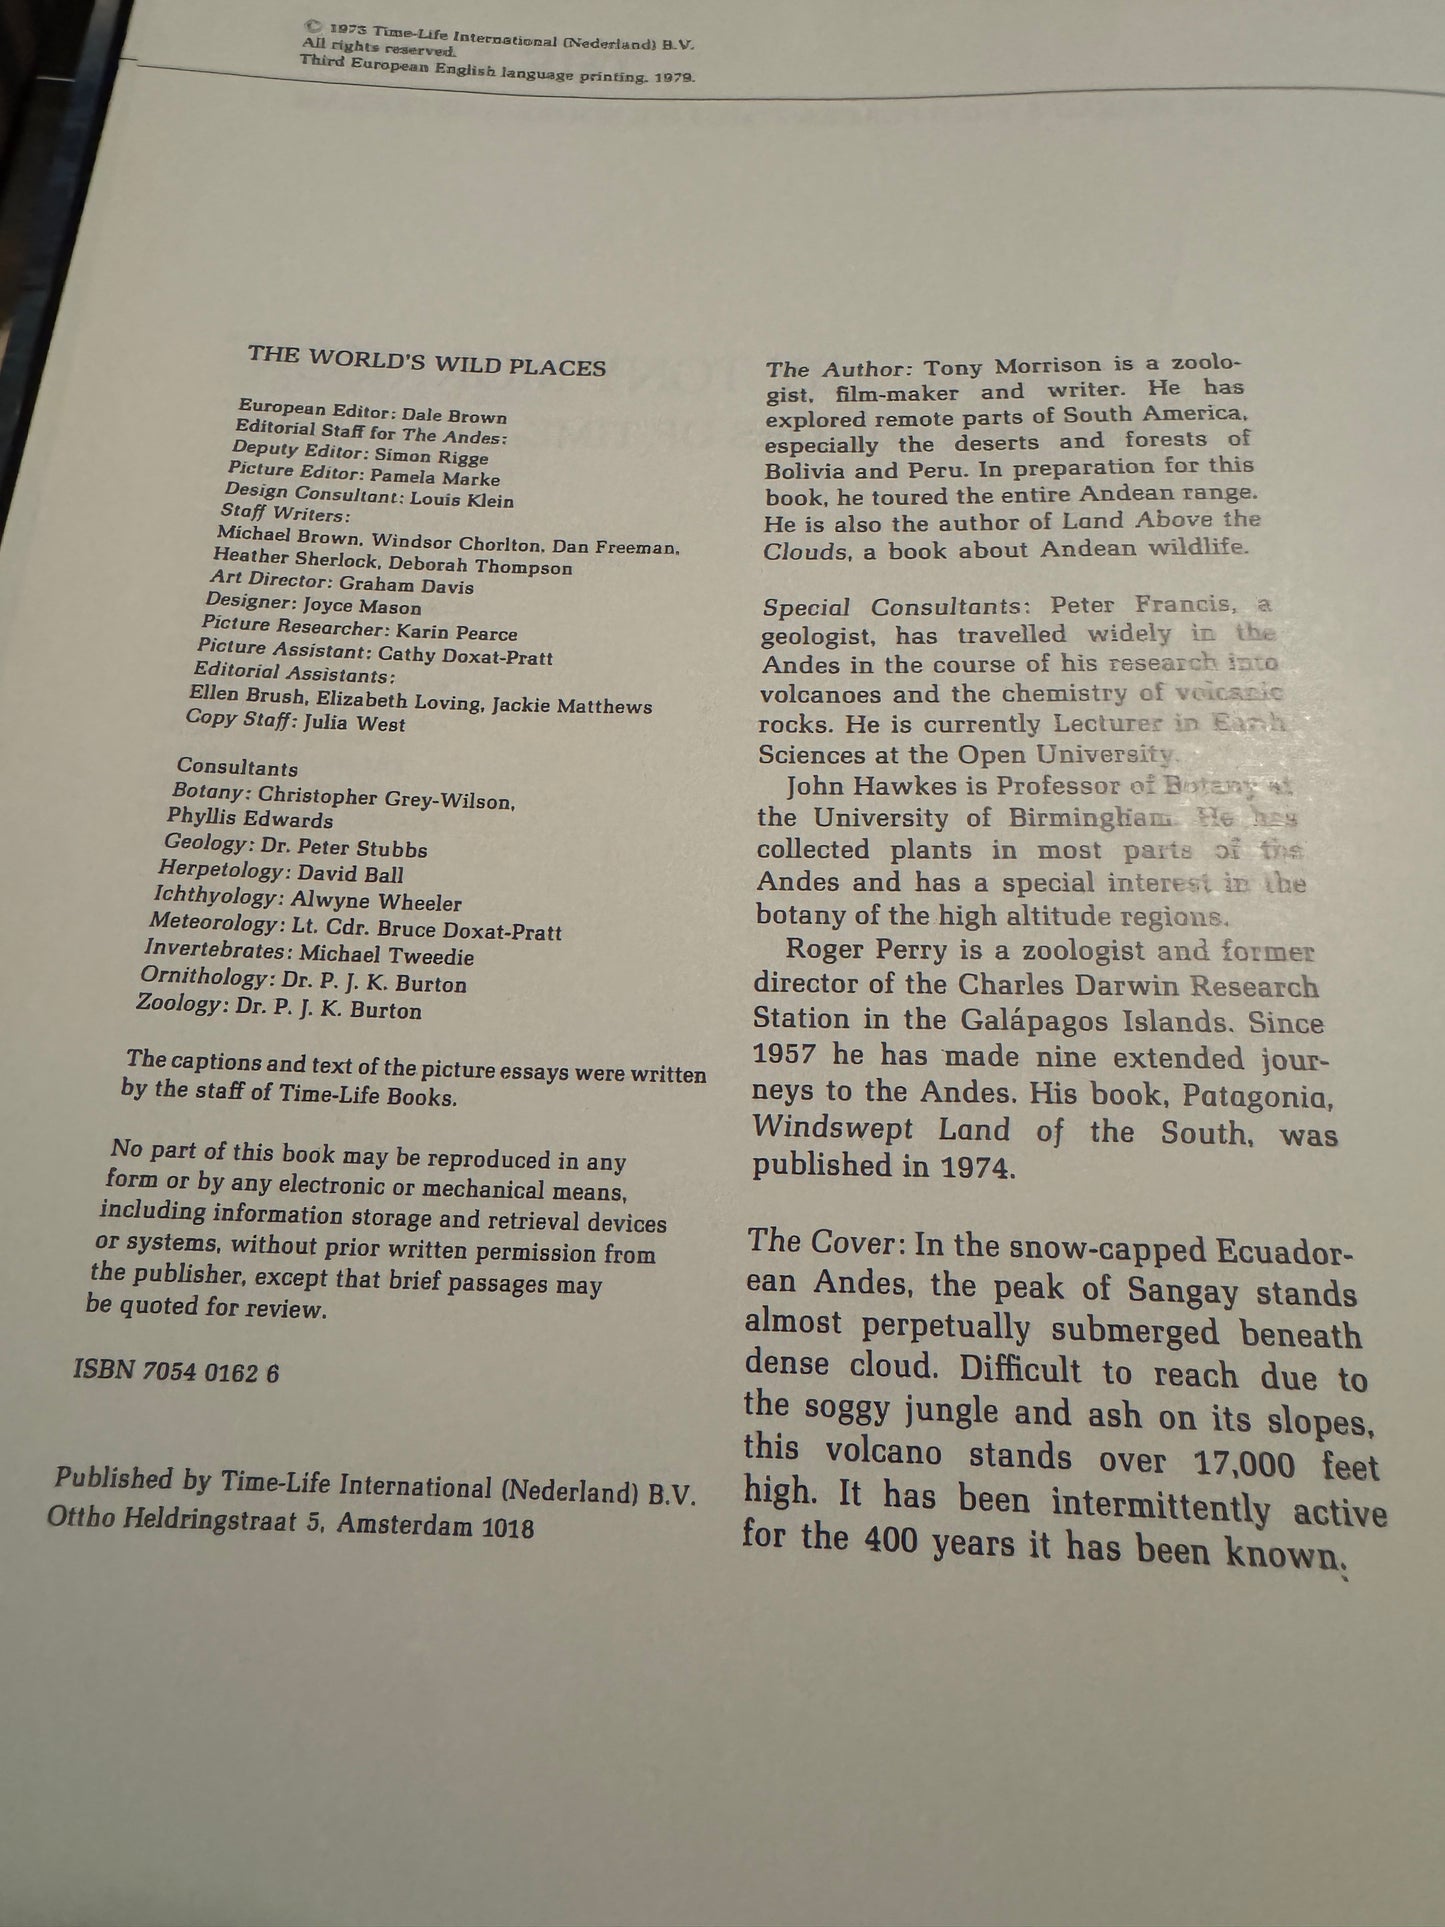 © 1975 Time-Life International (Nederland) B.V.
All rights reserved.
Third European English language printing. 1979.
THE WORLD'S WILD PLACES
European Editor: Dale Brown
Editorial Staff for The Andes:
Deputy Editor: Simon Rigge
Picture Editor: Pamela Marke
Design Consultant: Louis Klein
Staff Writers:
Michael Brown, Windsor Chorlton, Dan Freeman,
Heather Sherlock, Deborah Thompson
Art Director: Graham Davis
Designer: Joyce Mason
Picture Researcher: Karin Pearce
Picture Assistant: Cathy Doxat-Pratt
Editorial Assistants:
Ellen Brush, Elizabeth Loving, Jackie Matthews
Copy Staff: Julia West
Consultants
Botany: Christopher Grey-Wilson,
Phyllis Edwards
Geology: Dr. Peter Stubbs
Herpetology: David Ball
Ichthyology: Alwyne Wheeler
Meteorology: Lt. Cdr. Bruce Doxat-Pratt
Invertebrates: Michael Tweedie
Ornithology: Dr. P. J. K. Burton
Zoology: Dr. P. J. K. Burton
The captions and text of the picture essays were written
by the staff of Time-Life Books.
No part of this book may be reproduced in any
form or by any electronic or mechanical means,
including information storage and retrieval devices
or systems, without prior written permission from
the publisher, except that brief passages may
be quoted for review.
ISBN 7054 0162 6
Published by Time-Life International (Nederland) B.V.
Ottho Heldringstraat 5, Amsterdam 1018
The Author: Tony Morrison is a zoolo-
gist, film-maker and writer. He has
explored remote parts of South America,
especially the deserts and forests of
Bolivia and Peru. In preparation for this
book, he toured the entire Andean range.
He is also the author of Land Above the
Clouds, a book about Andean wildlife.
Special Consultants: Peter Francis, a
geologist, has travelled widely in the
Andes in the course of his research into
volcanoes and the chemistry of volcanic
rocks. He is currently Lecturer in Earth
Sciences at the Open University.
John Hawkes is Professor of Botany at
the University of Birmingham. He has
collected plants in most parts of the
Andes and has a special interest in the
botany of the high altitude regions.
Roger Perry is a zoologist and former
director of the Charles Darwin Research
Station in the Galápagos Islands. Since
1957 he has made nine extended jour-
neys to the Andes. His book, Patagonia,
Windswept Land of the South, was
published in 1974.
The Cover: In the snow-capped Ecuador-
ean Andes, the peak of Sangay stands
almost perpetually submerged beneath
dense cloud. Difficult to reach due to
the soggy jungle and ash on its slopes,
this volcano stands over 17,000 feet
high. It has been intermittently active
for the 400 years it has been known.